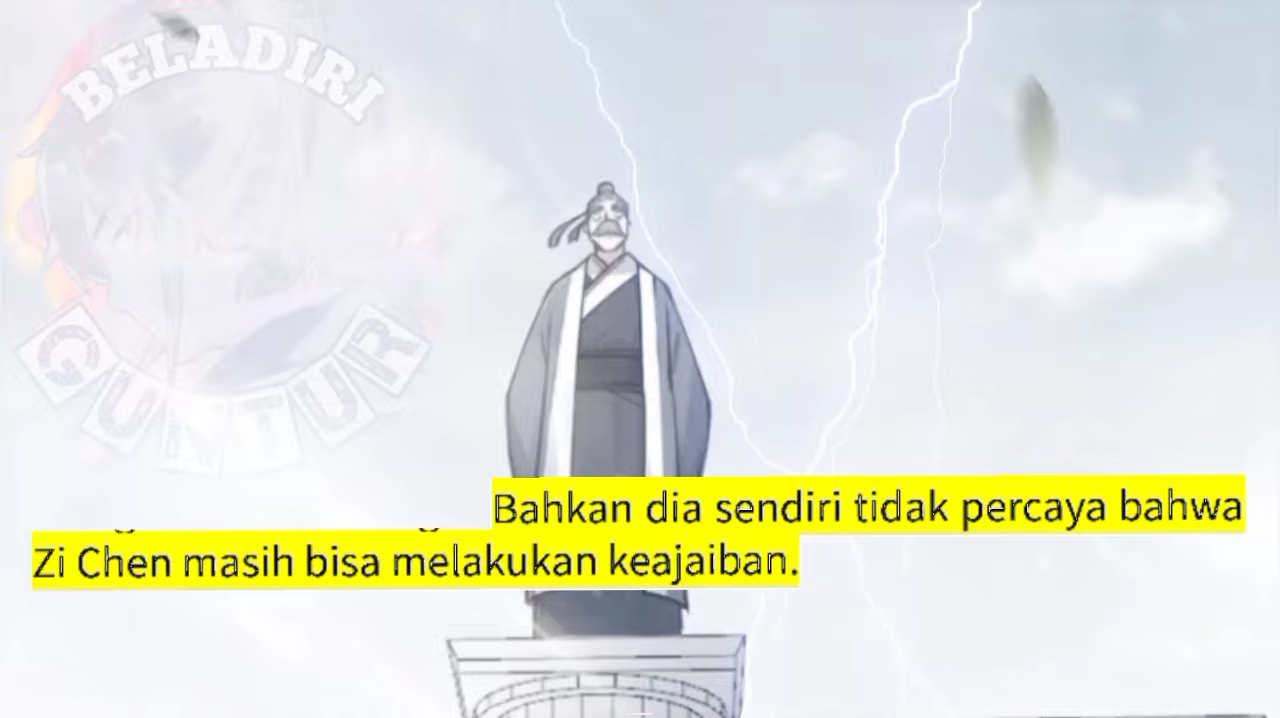 BELADIRI
GUNTUR
Bahkan dia sendiri tidak percaya bahwa
Zi Chen masih bisa melakukan keajaiban.